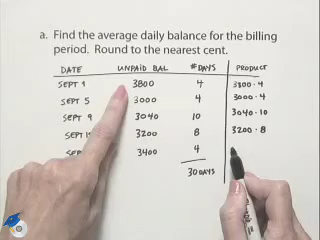 a. Find the average daily balance for the billing
period. Round to the nearest cent.
DATE UNPAID BAL # DAYS PRODUCT
SEPT 1 3800 4 3800 · 4
SEPT 5 3000 4 3000 · 4
SEPT 9 3040 10 3040 · 10
SEPT 3200 8 3200 · 8
3400 4
30 DAYS